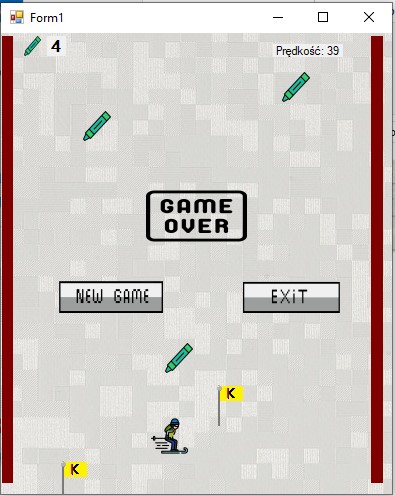 Form1
4
Prędkość: 39
GAME
OVER
NEW GAME
EXiT
K
K